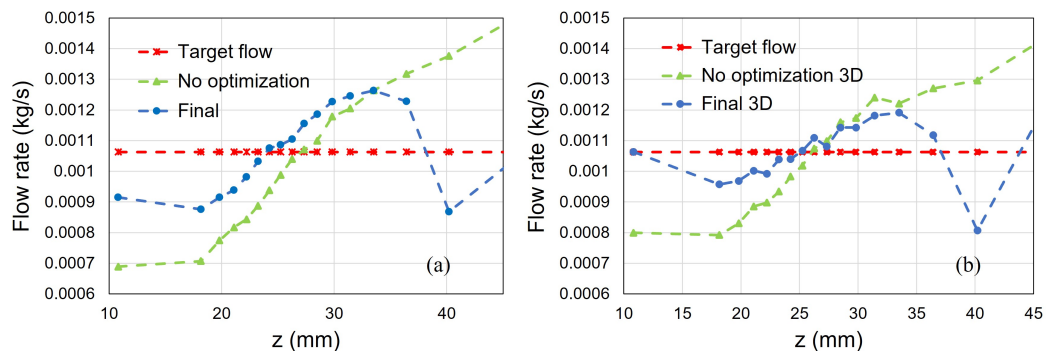 0.0015
0.0014
0.0013
0.0012
0.0011
0.001
0.0009
0.0008
0.0007
0.0006
Flow rate (kg/s)
Target flow
No optimization
Final
(a)
10 20 30 40
z (mm)
0.0015
0.0014
0.0013
0.0012
0.0011
0.001
0.0009
0.0008
0.0007
0.0006
Flow rate (kg/s)
Target flow
No optimization 3D
Final 3D
(b)
10 15 20 25 30 35 40 45
z (mm)